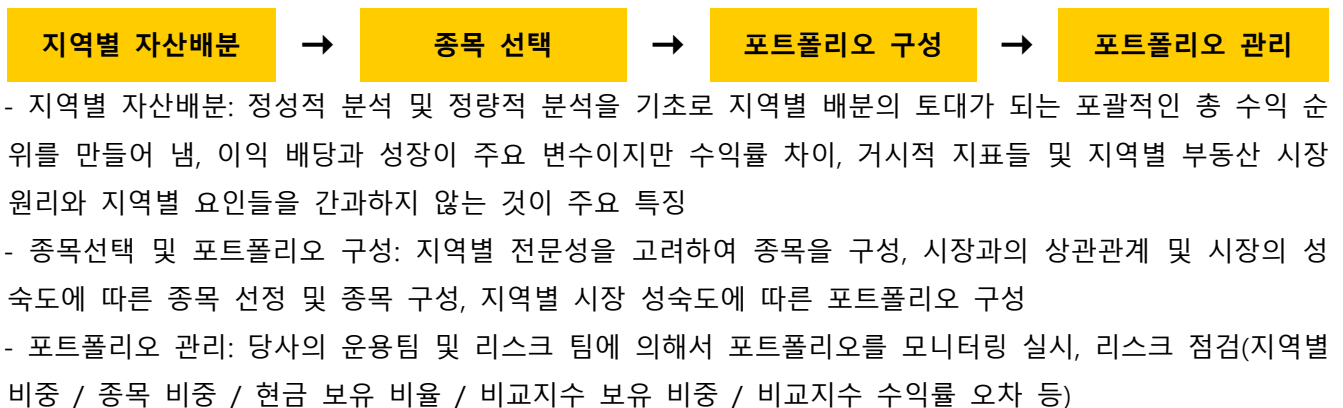 지역별 자산배분 → 종목 선택 → 포트폴리오 구성 → 포트폴리오 관리
- 지역별 자산배분: 정성적 분석 및 정량적 분석을 기초로 지역별 배분의 토대가 되는 포괄적인 총 수익 순
위를 만들어 냄, 이익 배당과 성장이 주요 변수이지만 수익률 차이, 거시적 지표들 및 지역별 부동산 시장
원리와 지역별 요인들을 간과하지 않는 것이 주요 특징
- 종목선택 및 포트폴리오 구성: 지역별 전문성을 고려하여 종목을 구성, 시장과의 상관관계 및 시장의 성
숙도에 따른 종목 선정 및 종목 구성, 지역별 시장 성숙도에 따른 포트폴리오 구성
- 포트폴리오 관리: 당사의 운용팀 및 리스크 팀에 의해서 포트폴리오를 모니터링 실시, 리스크 점검(지역별
비중 / 종목 비중 / 현금 보유 비율 / 비교지수 보유 비중 / 비교지수 수익률 오차 등)